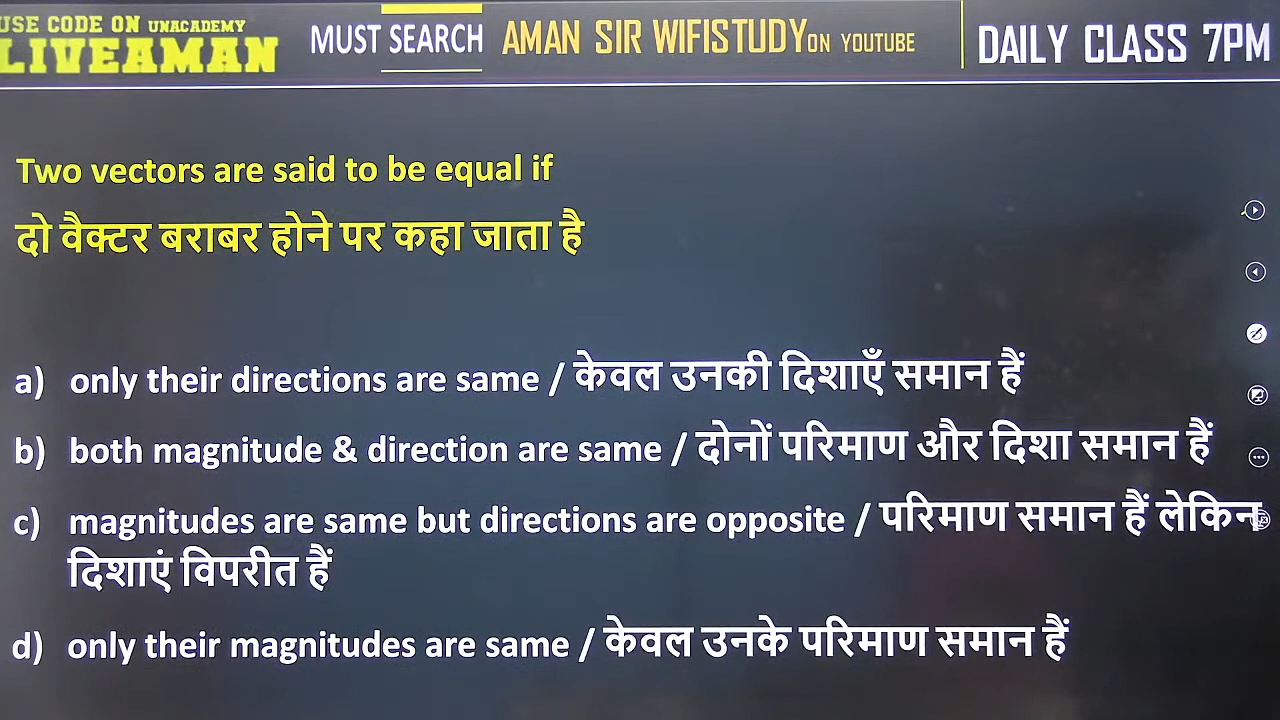 USE CODE ON UNACADEMY
LIVEAMAN
MUST SEARCH AMAN SIR WIFISTUDY ON YOUTUBE
DAILY CLASS 7PM
Two vectors are said to be equal if
दो वैक्टर बराबर होने पर कहा जाता है
a) only their directions are same / केवल उनकी दिशाएँ समान हैं
b) both magnitude & direction are same / दोनों परिमाण और दिशा समान हैं
c) magnitudes are same but directions are opposite / परिमाण समान हैं लेकिन
दिशाएं विपरीत हैं
d) only their magnitudes are same / केवल उनके परिमाण समान हैं